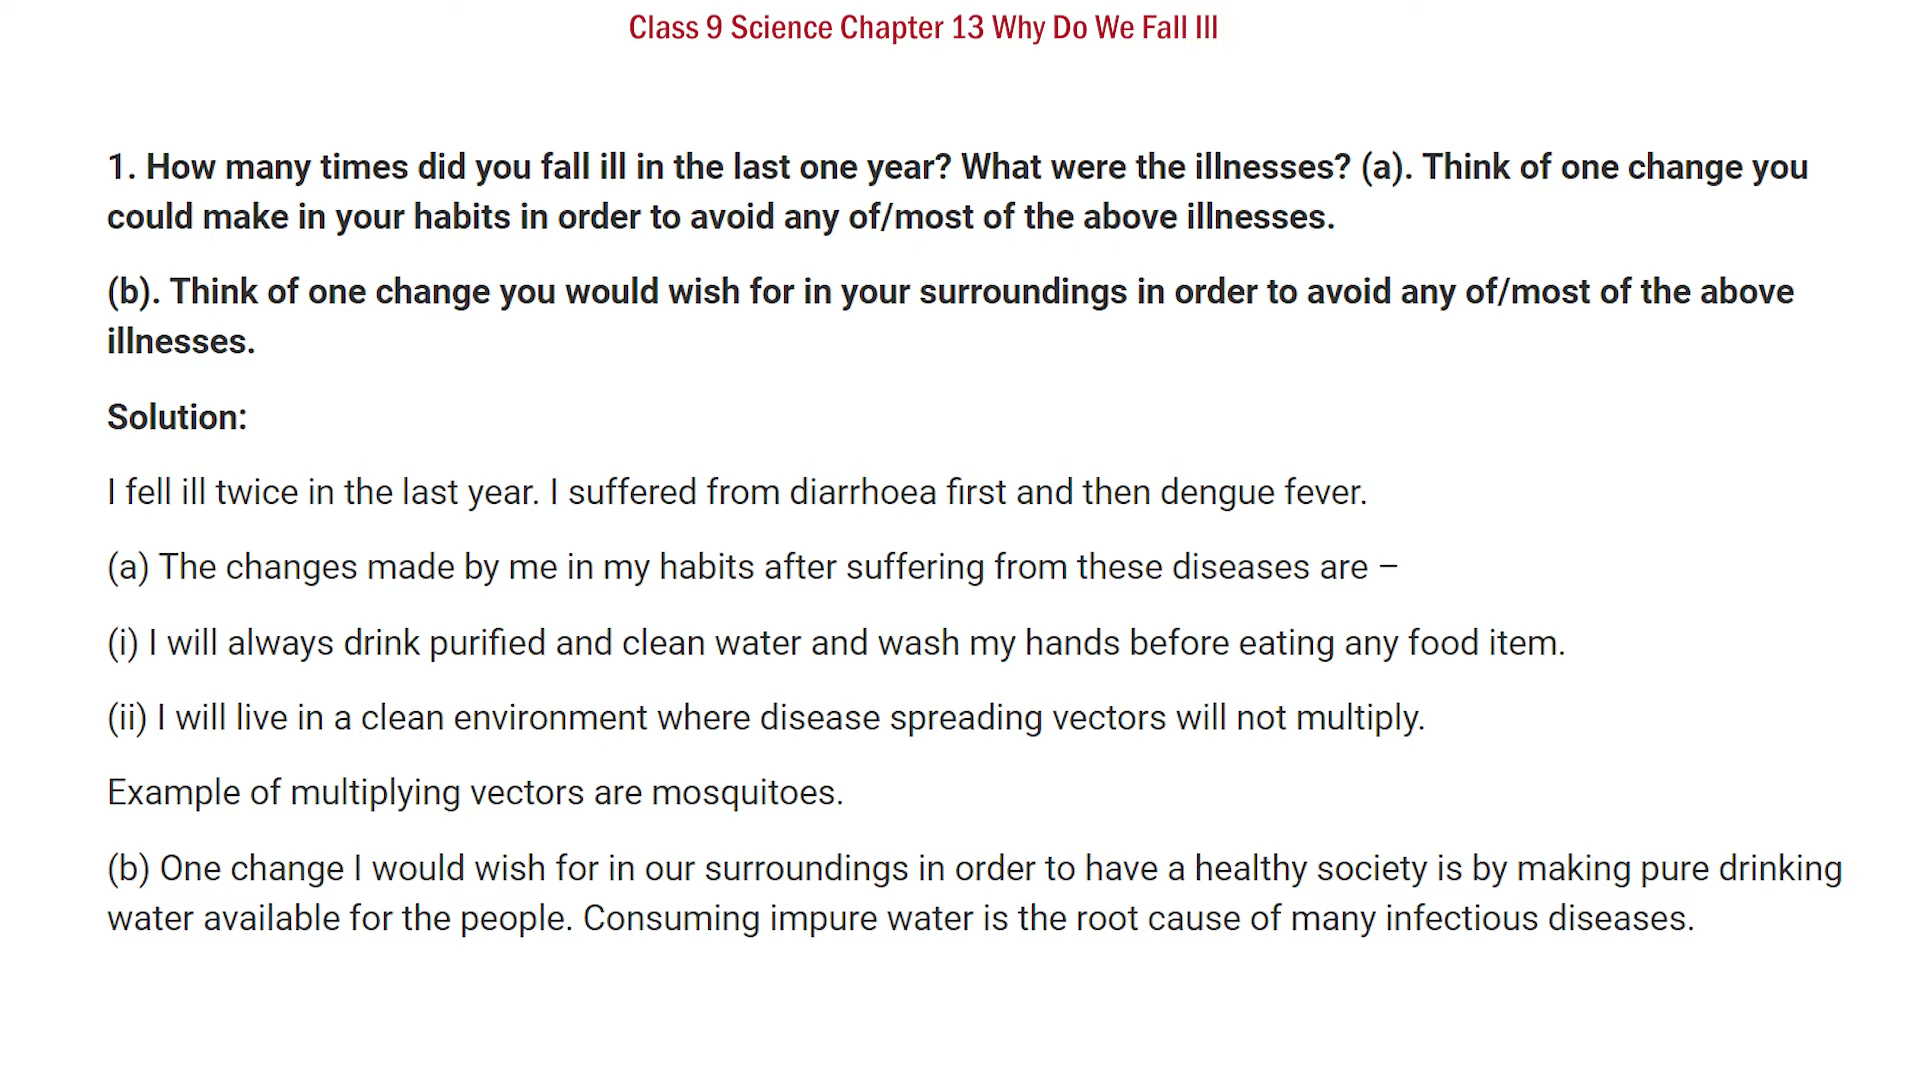 Class 9 Science Chapter 13 Why Do We Fall Ill
1. How many times did you fall ill in the last one year? What were the illnesses? (a). Think of one change you
could make in your habits in order to avoid any of/most of the above illnesses.
(b). Think of one change you would wish for in your surroundings in order to avoid any of/most of the above
illnesses.
Solution:
I fell ill twice in the last year. I suffered from diarrhoea first and then dengue fever.
(a) The changes made by me in my habits after suffering from these diseases are –
(i) I will always drink purified and clean water and wash my hands before eating any food item.
(ii) I will live in a clean environment where disease spreading vectors will not multiply.
Example of multiplying vectors are mosquitoes.
(b) One change I would wish for in our surroundings in order to have a healthy society is by making pure drinking
water available for the people. Consuming impure water is the root cause of many infectious diseases.